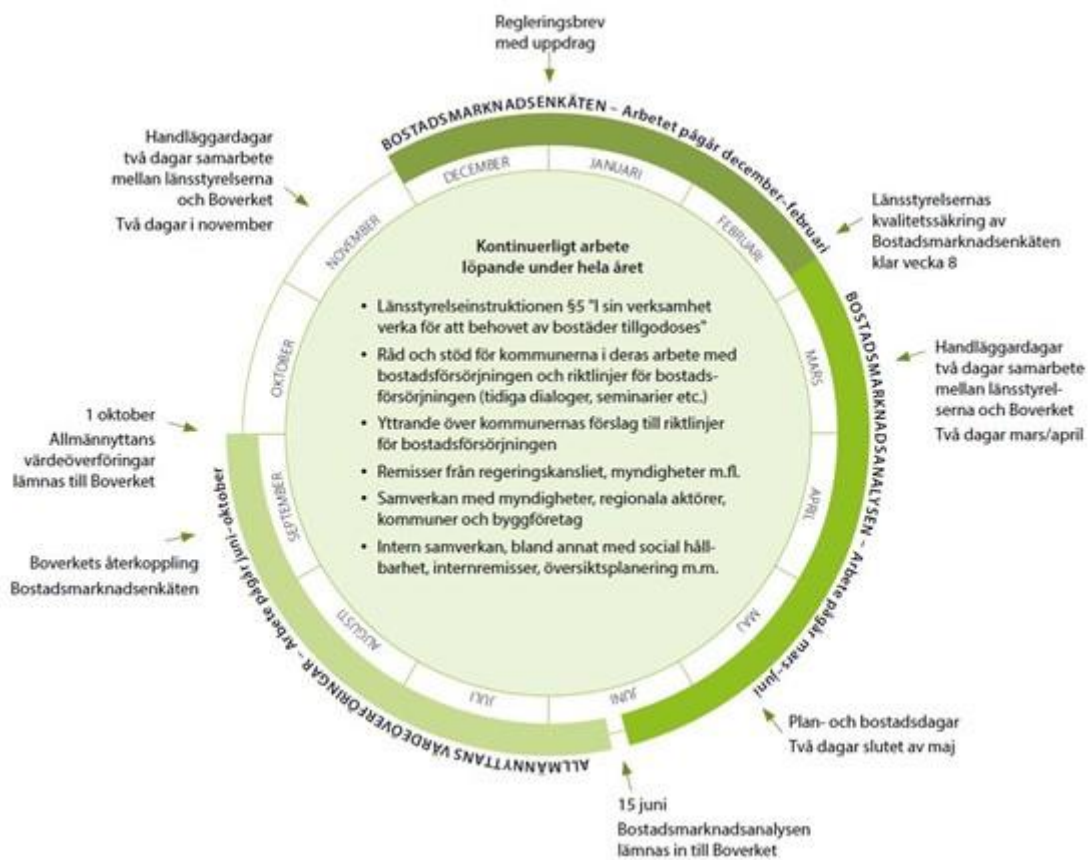 Regleringsbrev
med uppdrag
BOSTADSMARKNADSENKÄTEN – Arbetet pågår december–februari
Handläggardagar
två dagar samarbete
mellan länsstyrelserna
och Boverket
Två dagar i november
Länsstyrelsernas
kvalitetssäkring av
Bostadsmarknadsenkäten
klar vecka 8
BOSTADSMARKNADSANALYSEN – Arbete pågår mars–juni
Handläggardagar
två dagar samarbete
mellan länsstyrel-
serna och Boverket
Två dagar mars/april
Plan- och bostadsdagar
Två dagar slutet av maj
15 juni
Bostadsmarknadsanalysen
lämnas in till Boverket
ALLMÄNNYTTANS VÄRDEÖVERFÖRINGAR – Arbete pågår juni–oktober
Boverkets återkoppling
Bostadsmarknadsenkäten
1 oktober
Allmännyttans
värdeöverföringar
lämnas till Boverket
JANUARI
FEBRUARI
MARS
APRIL
MAJ
JUNI
JULI
AUGUSTI
SEPTEMBER
OKTOBER
NOVEMBER
DECEMBER
Kontinuerligt arbete
löpande under hela året
• Länsstyrelseinstruktionen §5 "I sin verksamhet
verka för att behovet av bostäder tillgodoses"
• Råd och stöd för kommunerna i deras arbete med
bostadsförsörjningen och riktlinjer för bostads-
försörjningen (tidiga dialoger, seminarier etc.)
• Yttrande över kommunernas förslag till riktlinjer
för bostadsförsörjningen
• Remisser från regeringskansliet, myndigheter m.fl.
• Samverkan med myndigheter, regionala aktörer,
kommuner och byggföretag
• Intern samverkan, bland annat med social håll-
barhet, internremisser, översiktsplanering m.m.